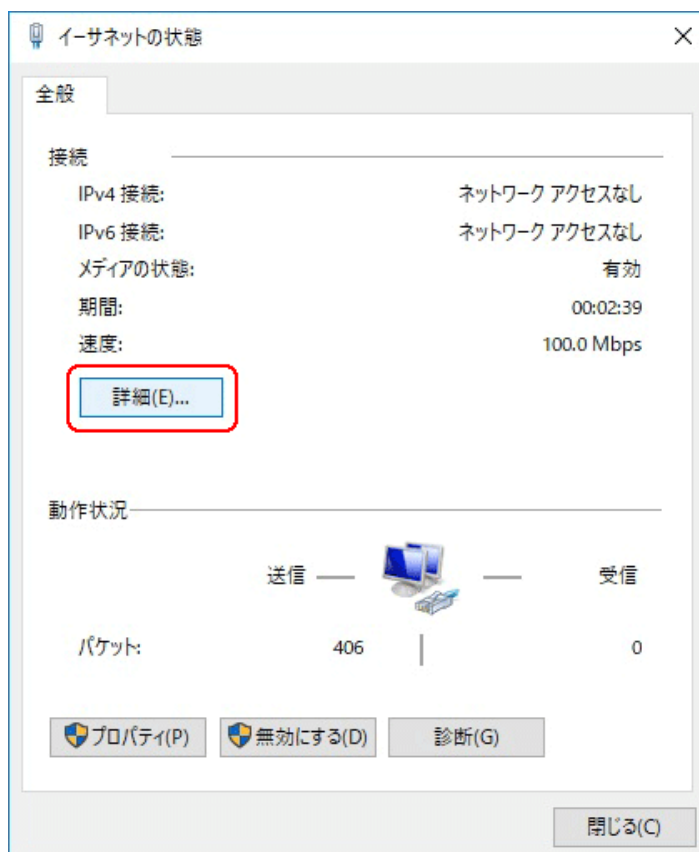 イーサネットの状態
全般
接続
IPv4 接続: ネットワーク アクセスなし
IPv6 接続: ネットワーク アクセスなし
メディアの状態: 有効
期間: 00:02:39
速度: 100.0 Mbps
詳細(E)...
動作状況
送信 受信
パケット: 406 0
プロパティ(P) 無効にする(D) 診断(G)
閉じる(C)